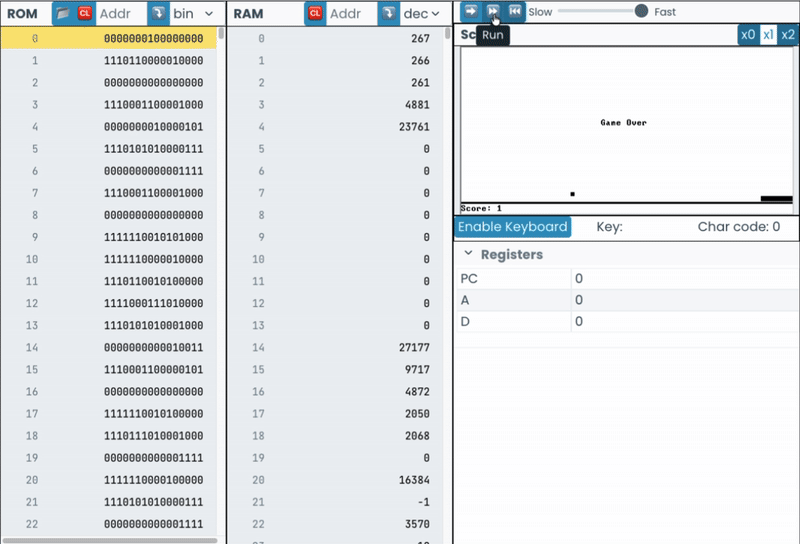 ROM CL Addr bin RAM CL Addr dec Slow Fast
Run
x0 x1 x2
0 0000000100000000 0 267
1 1110110000010000 1 266
2 0000000000000000 2 261
3 1110001100001000 3 4881
4 0000000010000101 4 23761
5 1110101010000111 5 0
6 0000000000001111 6 0
7 1110001100001000 7 0
8 0000000000000000 8 0
9 1111110010101000 9 0
10 1111110000010000 10 0
11 1110110010100000 11 0
12 1111000111010000 12 0
13 1110101010001000 13 0
14 0000000000010011 14 27177
15 1110001100000101 15 9717
16 0000000000000000 16 4872
17 1111110010100000 17 2050
18 1110111010001000 18 2068
19 0000000000001111 19 0
20 1111110000100000 20 16384
21 1110101010000111 21 -1
22 0000000000001111 22 3570
Game Over
Score: 1
Enable Keyboard Key: Char code: 0
Registers
PC 0
A 0
D 0